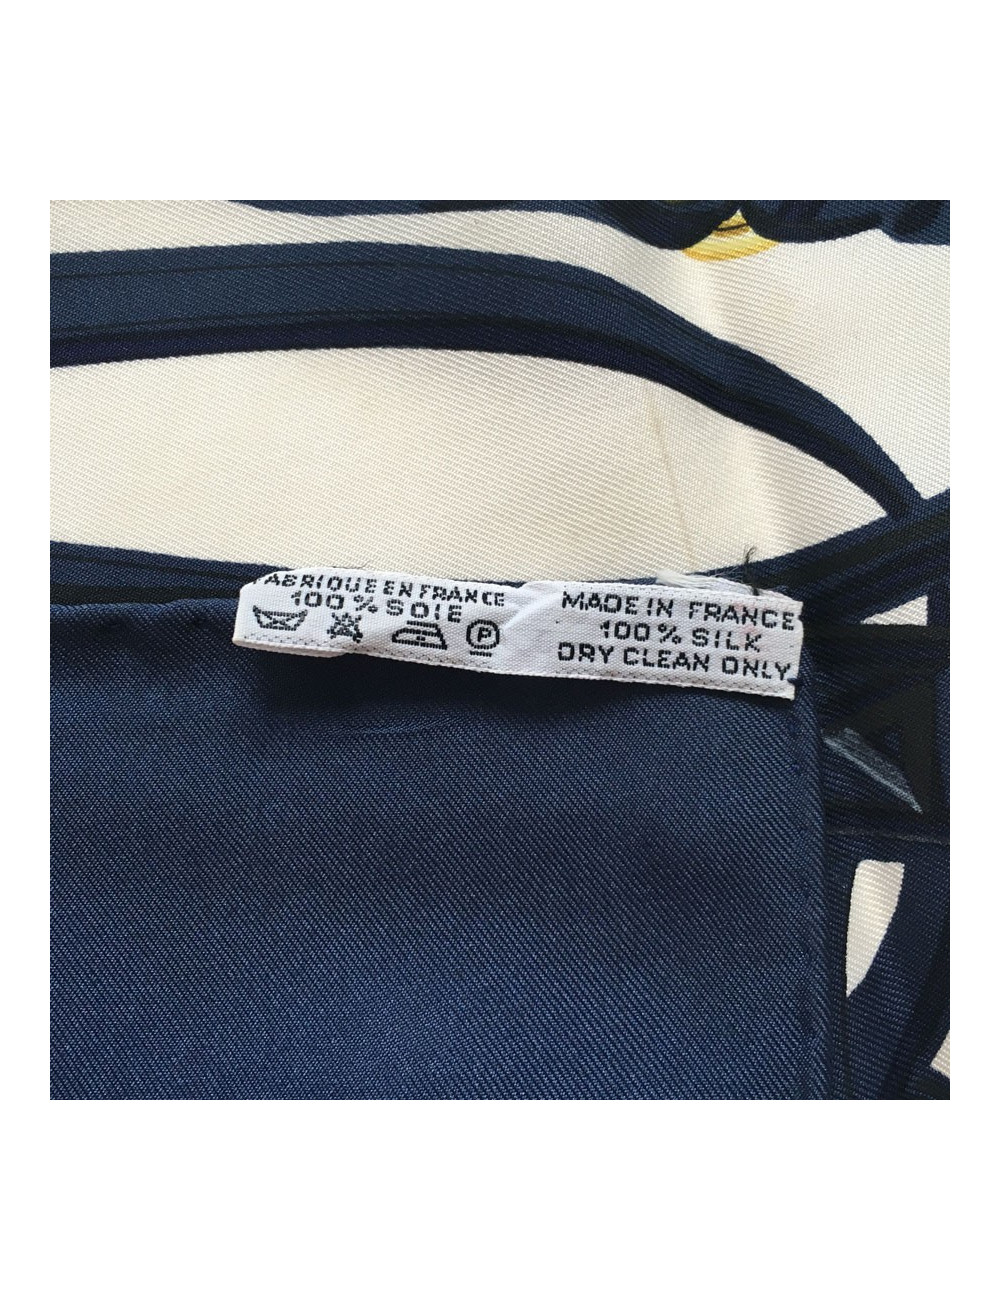 FABRIQUE EN FRANCE
100% SOIE
P
MADE IN FRANCE
100% SILK
DRY CLEAN ONLY